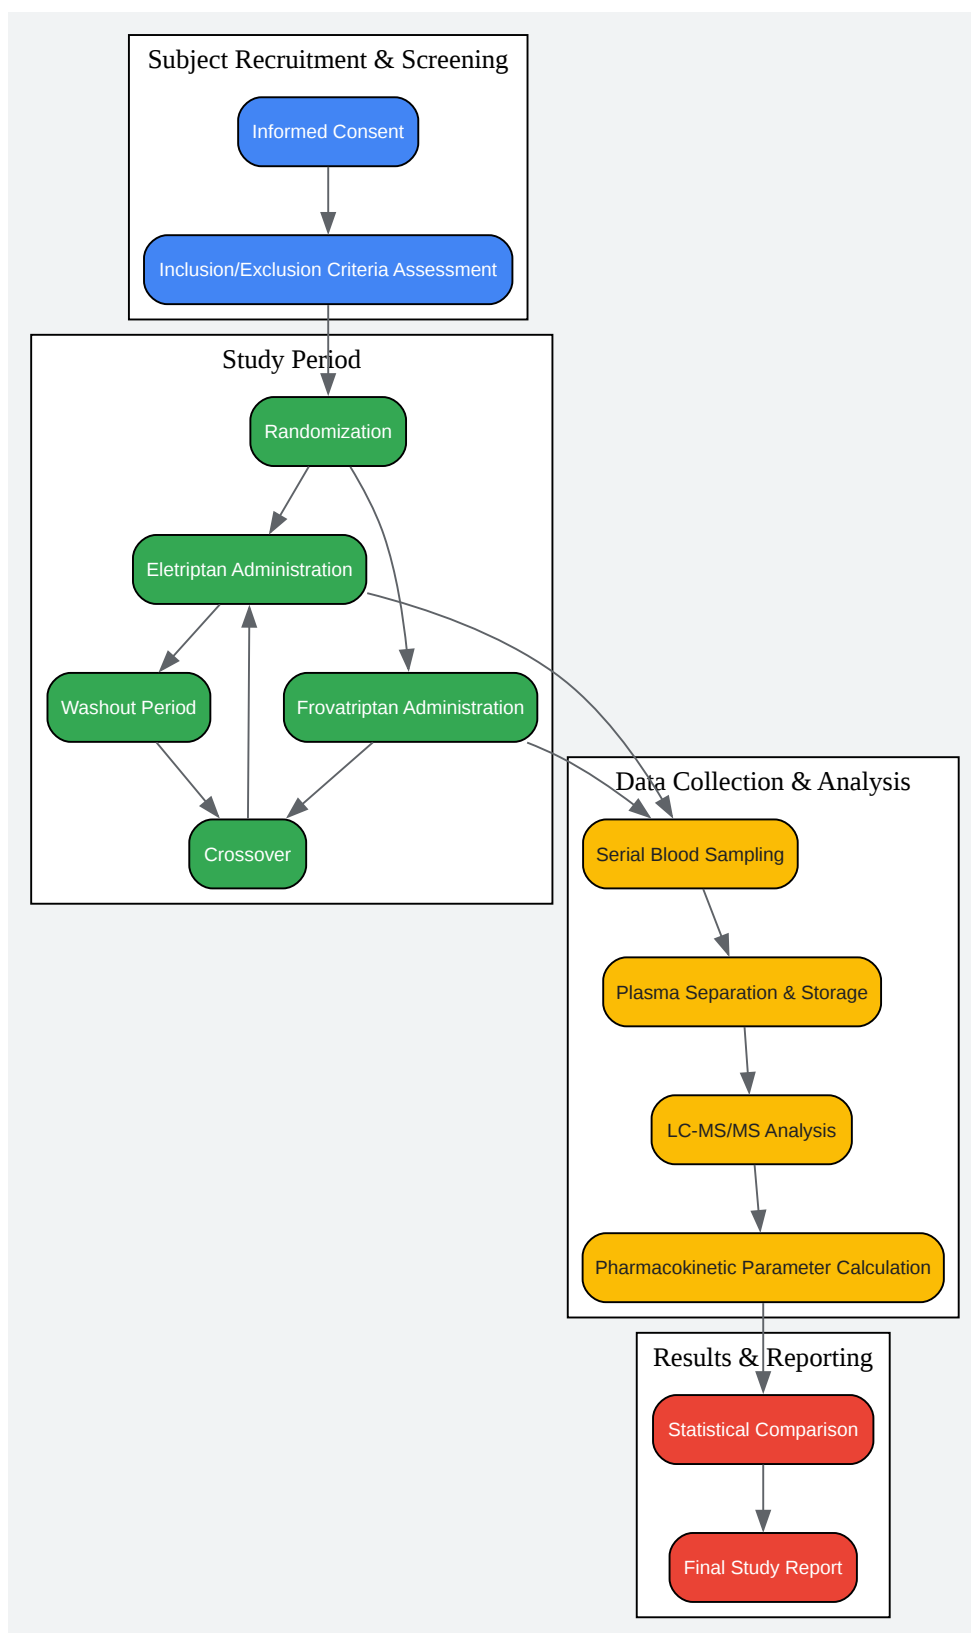 Subject Recruitment & Screening
Informed Consent
Inclusion/Exclusion Criteria Assessment
Study Period
Randomization
Eletriptan Administration
Washout Period
Frovatriptan Administration
Crossover
Data Collection & Analysis
Serial Blood Sampling
Plasma Separation & Storage
LC-MS/MS Analysis
Pharmacokinetic Parameter Calculation
Results & Reporting
Statistical Comparison
Final Study Report